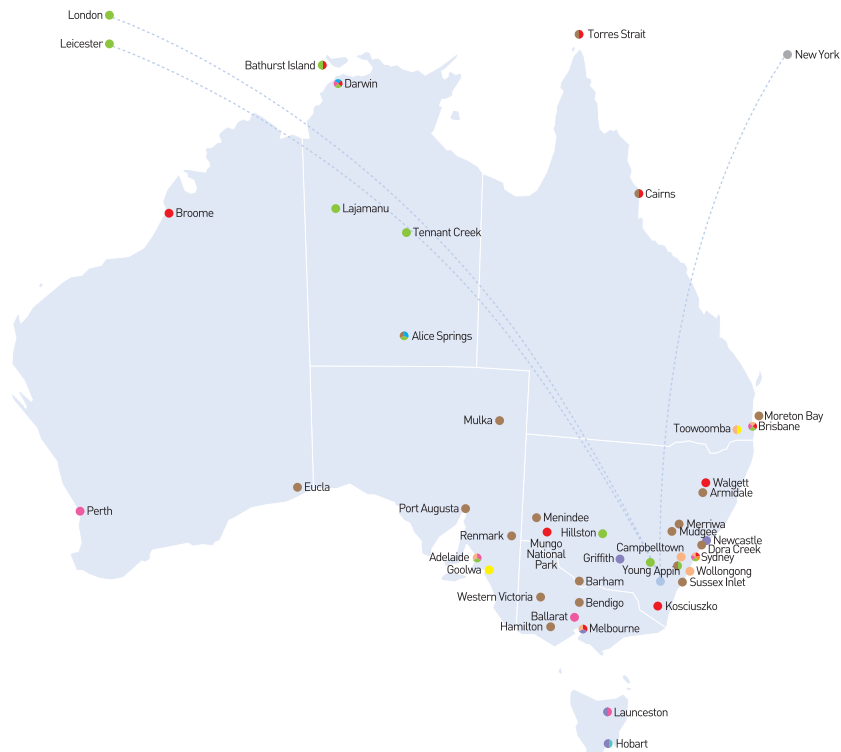 London
Leicester
Torres Strait
New York
Bathurst Island
Darwin
Cairns
Broome
Lajamanu
Tennant Creek
Alice Springs
Mulka
Moreton Bay
Toowoomba
Brisbane
Walgett
Armidale
Eucla
Perth
Port Augusta
Menindee
Merriwa
Mudgee
Hillston
Renmark
Mungo
National
Park
Newcastle
Dora Creek
Campbelltown
Sydney
Adelaide
Griffith
Goolwa
Young
Appin
Wollongong
Barham
Sussex Inlet
Western Victoria
Bendigo
Kosciuszko
Ballarat
Hamilton
Melbourne
Launceston
Hobart